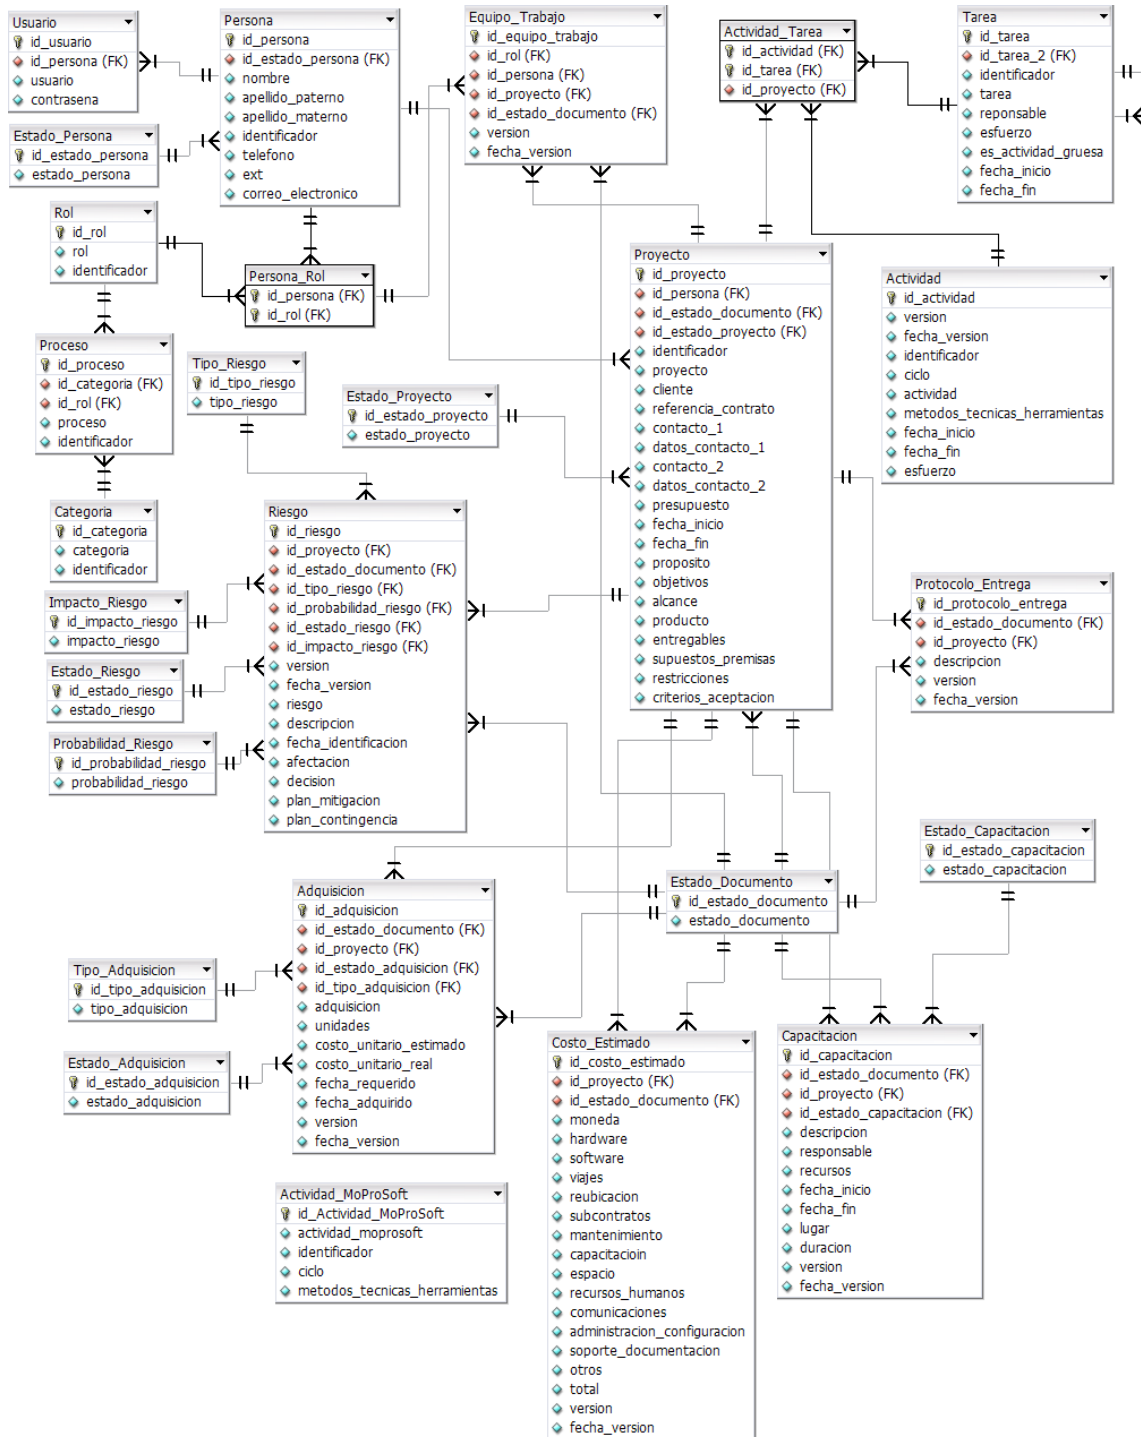 Usuario
id_usuario
id_persona (FK)
usuario
contrasena
Persona
id_persona
id_estado_persona (FK)
nombre
apellido_paterno
apellido_materno
identificador
telefono
ext
correo_electronico
Equipo_Trabajo
id_equipo_trabajo
id_rol (FK)
id_persona (FK)
id_proyecto (FK)
id_estado_documento (FK)
version
fecha_version
Actividad_Tarea
id_actividad (FK)
id_tarea (FK)
id_proyecto (FK)
Tarea
id_tarea
id_tarea_2 (FK)
identificador
tarea
reponsable
esfuerzo
es_actividad_gruesa
fecha_inicio
fecha_fin
Estado_Persona
id_estado_persona
estado_persona
Rol
id_rol
rol
identificador
Persona_Rol
id_persona (FK)
id_rol (FK)
Proyecto
id_proyecto
id_persona (FK)
id_estado_documento (FK)
id_estado_proyecto (FK)
identificador
proyecto
cliente
referencia_contrato
contacto_1
datos_contacto_1
contacto_2
datos_contacto_2
presupuesto
fecha_inicio
fecha_fin
proposito
objetivos
alcance
producto
entregables
supuestos_premisas
restricciones
criterios_aceptacion
Actividad
id_actividad
version
fecha_version
identificador
ciclo
actividad
metodos_tecnicas_herramientas
fecha_inicio
fecha_fin
esfuerzo
Proceso
id_proceso
id_categoria (FK)
id_rol (FK)
proceso
identificador
Tipo_Riesgo
id_tipo_riesgo
tipo_riesgo
Estado_Proyecto
id_estado_proyecto
estado_proyecto
Categoria
id_categoria
categoria
identificador
Riesgo
id_riesgo
id_proyecto (FK)
id_estado_documento (FK)
id_tipo_riesgo (FK)
id_probabilidad_riesgo (FK)
id_estado_riesgo (FK)
id_impacto_riesgo (FK)
version
fecha_version
riesgo
descripcion
fecha_identificacion
afectacion
decision
plan_mitigacion
plan_contingencia
Impacto_Riesgo
id_impacto_riesgo
impacto_riesgo
Estado_Riesgo
id_estado_riesgo
estado_riesgo
Probabilidad_Riesgo
id_probabilidad_riesgo
probabilidad_riesgo
Protocolo_Entrega
id_protocolo_entrega
id_estado_documento (FK)
id_proyecto (FK)
descripcion
version
fecha_version
Estado_Capacitacion
id_estado_capacitacion
estado_capacitacion
Estado_Documento
id_estado_documento
estado_documento
Adquisicion
id_adquisicion
id_estado_documento (FK)
id_proyecto (FK)
id_estado_adquisicion (FK)
id_tipo_adquisicion (FK)
adquisicion
unidades
costo_unitario_estimado
costo_unitario_real
fecha_requerido
fecha_adquirido
version
fecha_version
Tipo_Adquisicion
id_tipo_adquisicion
tipo_adquisicion
Estado_Adquisicion
id_estado_adquisicion
estado_adquisicion
Costo_Estimado
id_costo_estimado
id_proyecto (FK)
id_estado_documento (FK)
moneda
hardware
software
viajes
reubicacion
subcontratos
mantenimiento
capacitacioin
espacio
recursos_humanos
comunicaciones
administracion_configuracion
soporte_documentacion
otros
total
version
fecha_version
Capacitacion
id_capacitacion
id_estado_documento (FK)
id_proyecto (FK)
id_estado_capacitacion (FK)
descripcion
responsable
recursos
fecha_inicio
fecha_fin
lugar
duracion
version
fecha_version
Actividad_MoProSoft
id_Actividad_MoProSoft
actividad_moprosoft
identificador
ciclo
metodos_tecnicas_herramientas